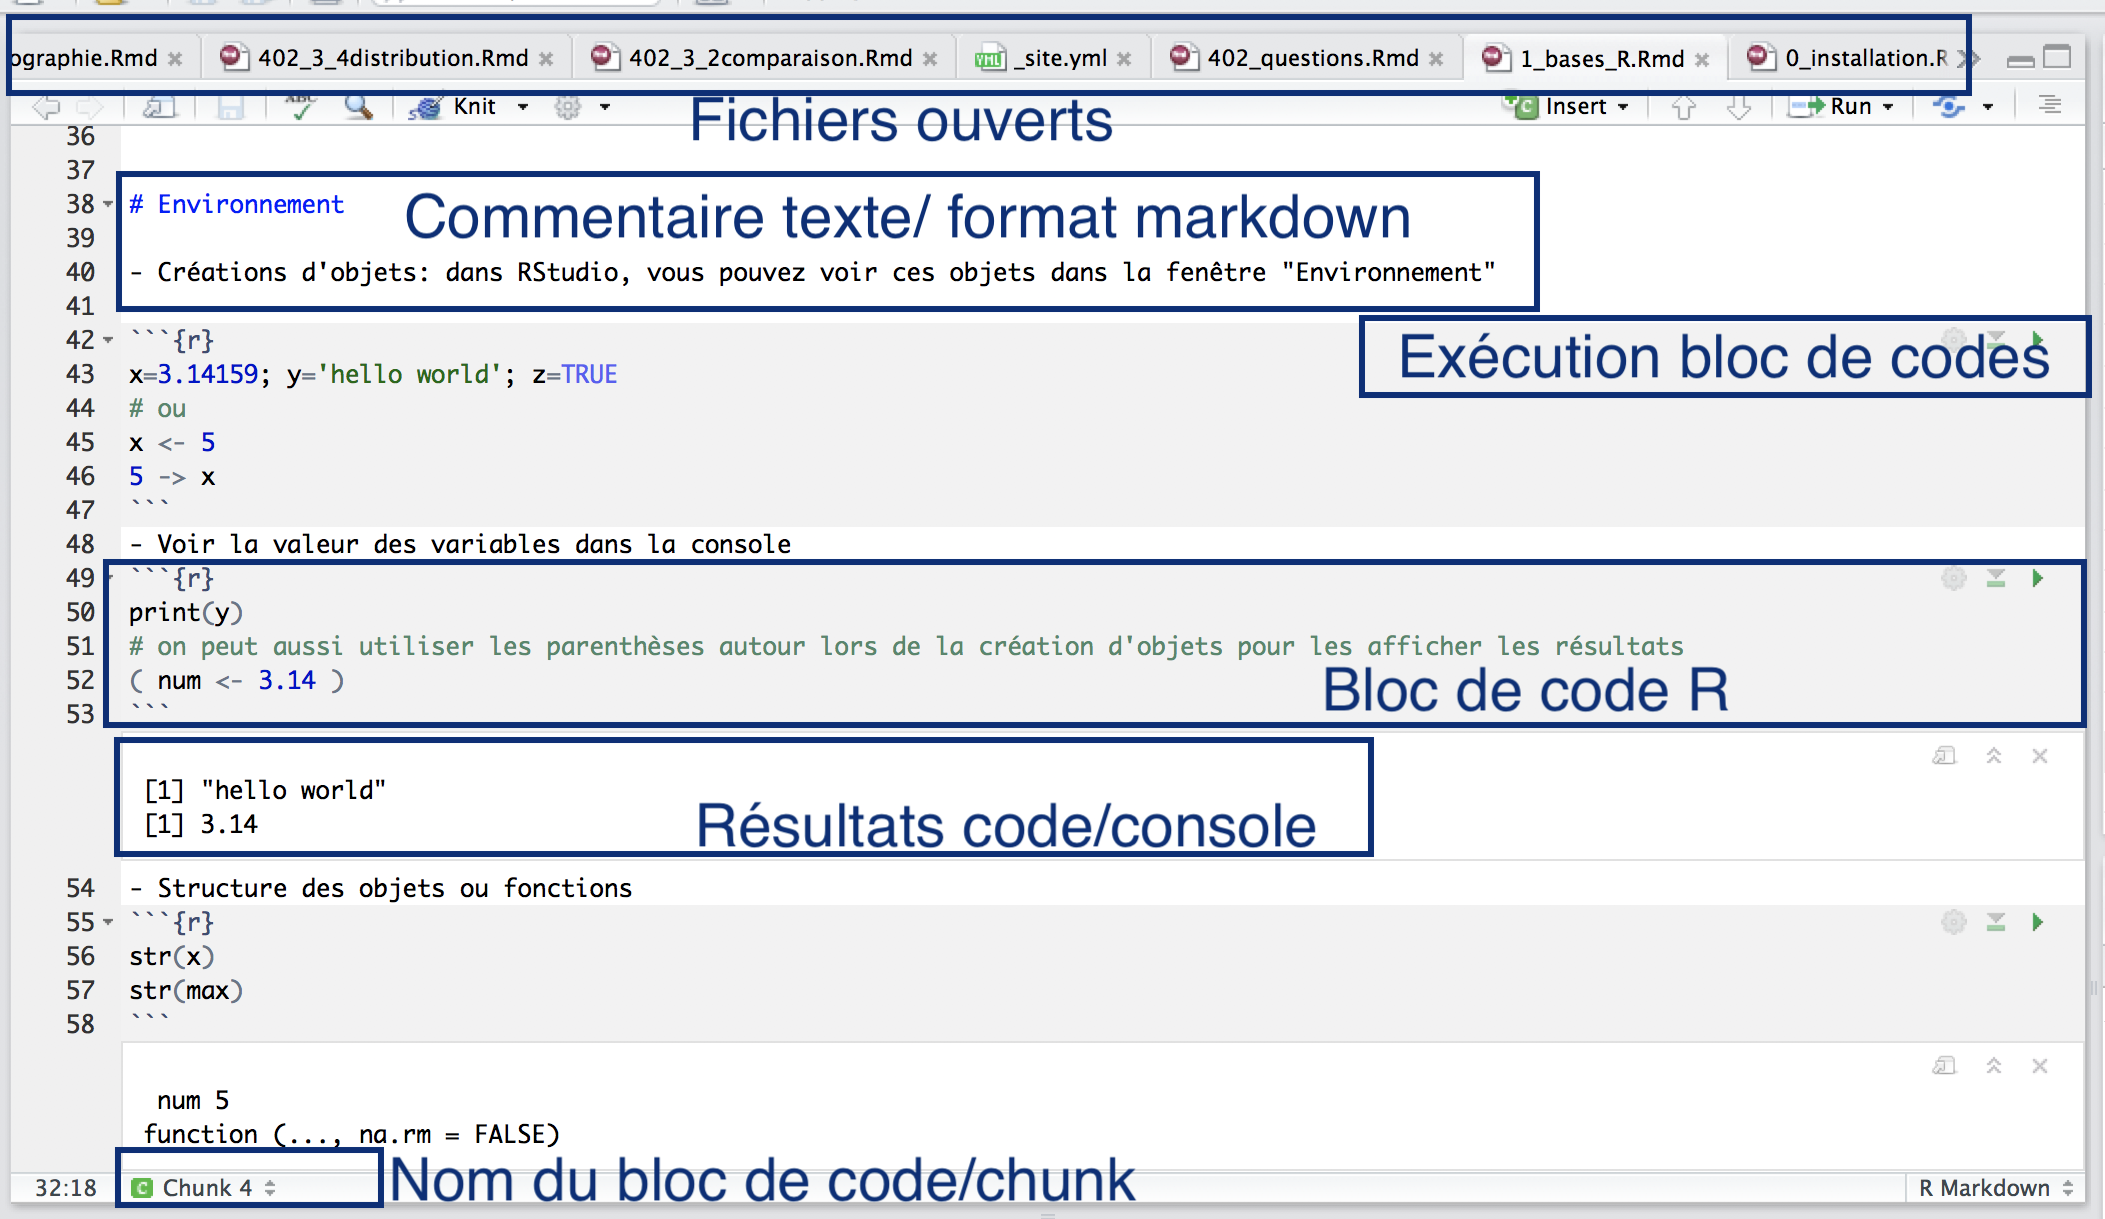 ographie.Rmd 402_3_4distribution.Rmd 402_3_2comparaison.Rmd _site.yml 402_questions.Rmd 1_bases_R.Rmd 0_installation.R
ABC Knit Insert Run
Fichiers ouverts
36
37
38 # Environnement
Commentaire texte/ format markdown
39
40 - Créations d'objets: dans RStudio, vous pouvez voir ces objets dans la fenêtre "Environnement"
41
42 ```{r}
Exécution bloc de codes
43 x=3.14159; y='hello world'; z=TRUE
44 # ou
45 x <- 5
46 5 -> x
47 ```
48 - Voir la valeur des variables dans la console
49 ```{r}
50 print(y)
51 # on peut aussi utiliser les parenthèses autour lors de la création d'objets pour les afficher les résultats
52 ( num <- 3.14 )
Bloc de code R
53 ```
[1] "hello world"
[1] 3.14
Résultats code/console
54 - Structure des objets ou fonctions
55 ```{r}
56 str(x)
57 str(max)
58 ```
num 5
function (..., na.rm = FALSE)
Nom du bloc de code/chunk
32:18 C Chunk 4 R Markdown